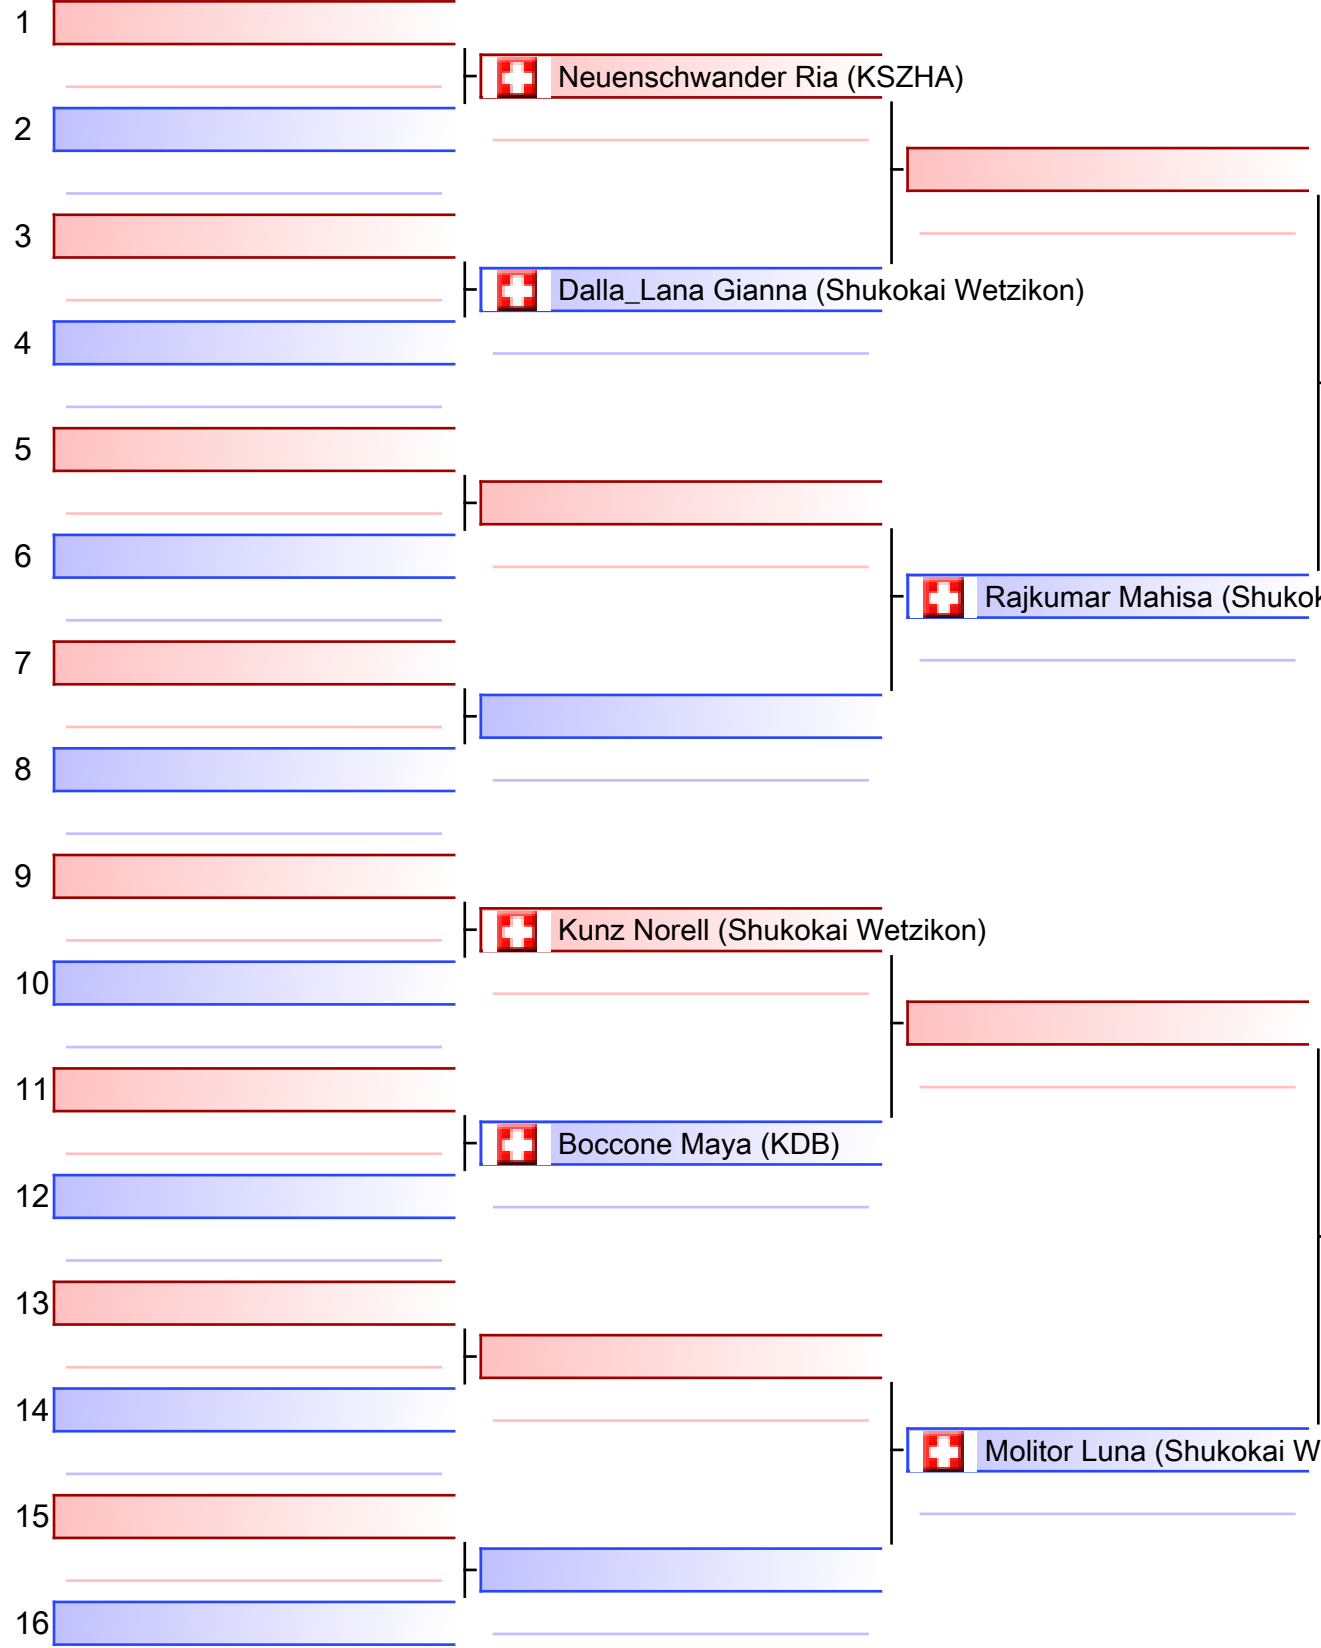 1
Neuenschwander Ria (KSZHA)
2
3
Dalla_Lana Gianna (Shukokai Wetzikon)
4
5
6
Rajkumar Mahisa (Shukok
7
8
9
Kunz Norell (Shukokai Wetzikon)
10
11
Boccone Maya (KDB)
12
13
14
Molitor Luna (Shukokai W
15
16